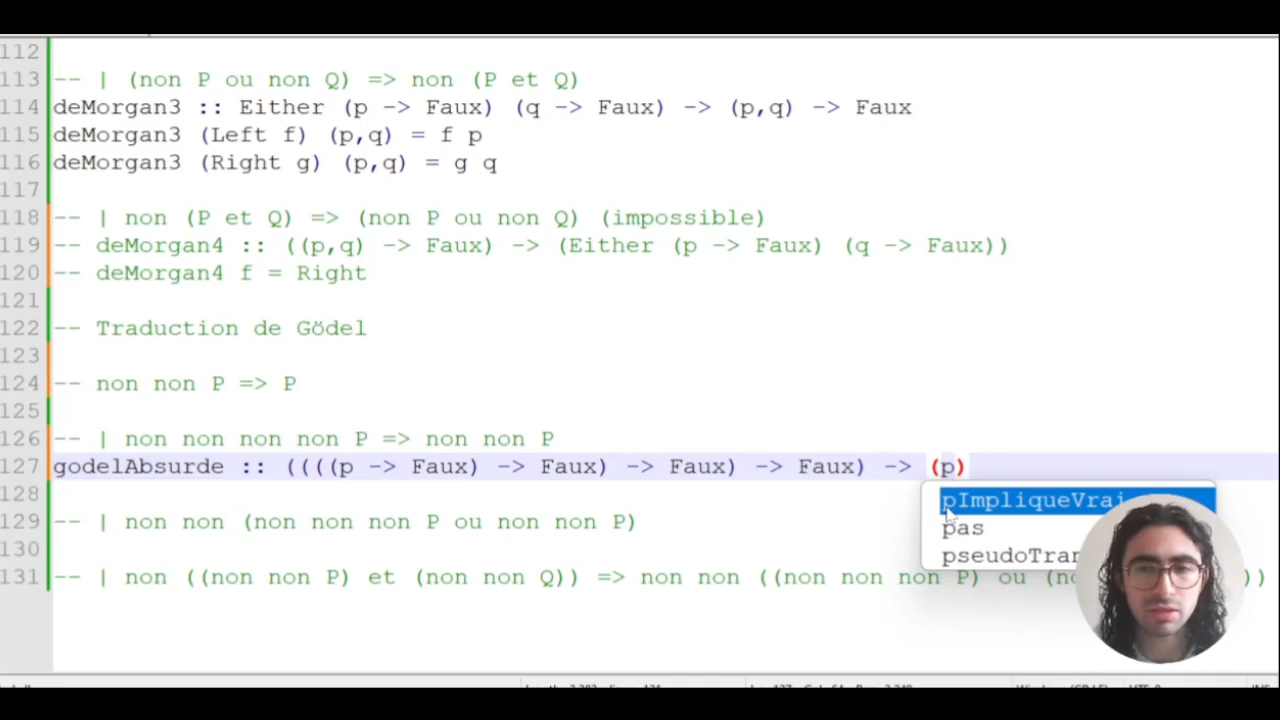 112
113 -- | (non P ou non Q) => non (P et Q)
114 deMorgan3 :: Either (p -> Faux) (q -> Faux) -> (p,q) -> Faux
115 deMorgan3 (Left f) (p,q) = f p
116 deMorgan3 (Right g) (p,q) = g q
117
118 -- | non (P et Q) => (non P ou non Q) (impossible)
119 -- deMorgan4 :: ((p,q) -> Faux) -> (Either (p -> Faux) (q -> Faux))
120 -- deMorgan4 f = Right
121
122 -- Traduction de Gödel
123
124 -- non non P => P
125
126 -- | non non non non P => non non P
127 godelAbsurde :: ((((p -> Faux) -> Faux) -> Faux) -> Faux) -> (p)
pImpliqueVrai
pas
pseudoTran
128
129 -- | non non (non non non P ou non non P)
130
131 -- | non ((non non P) et (non non Q)) => non non ((non non non P) ou (no ))